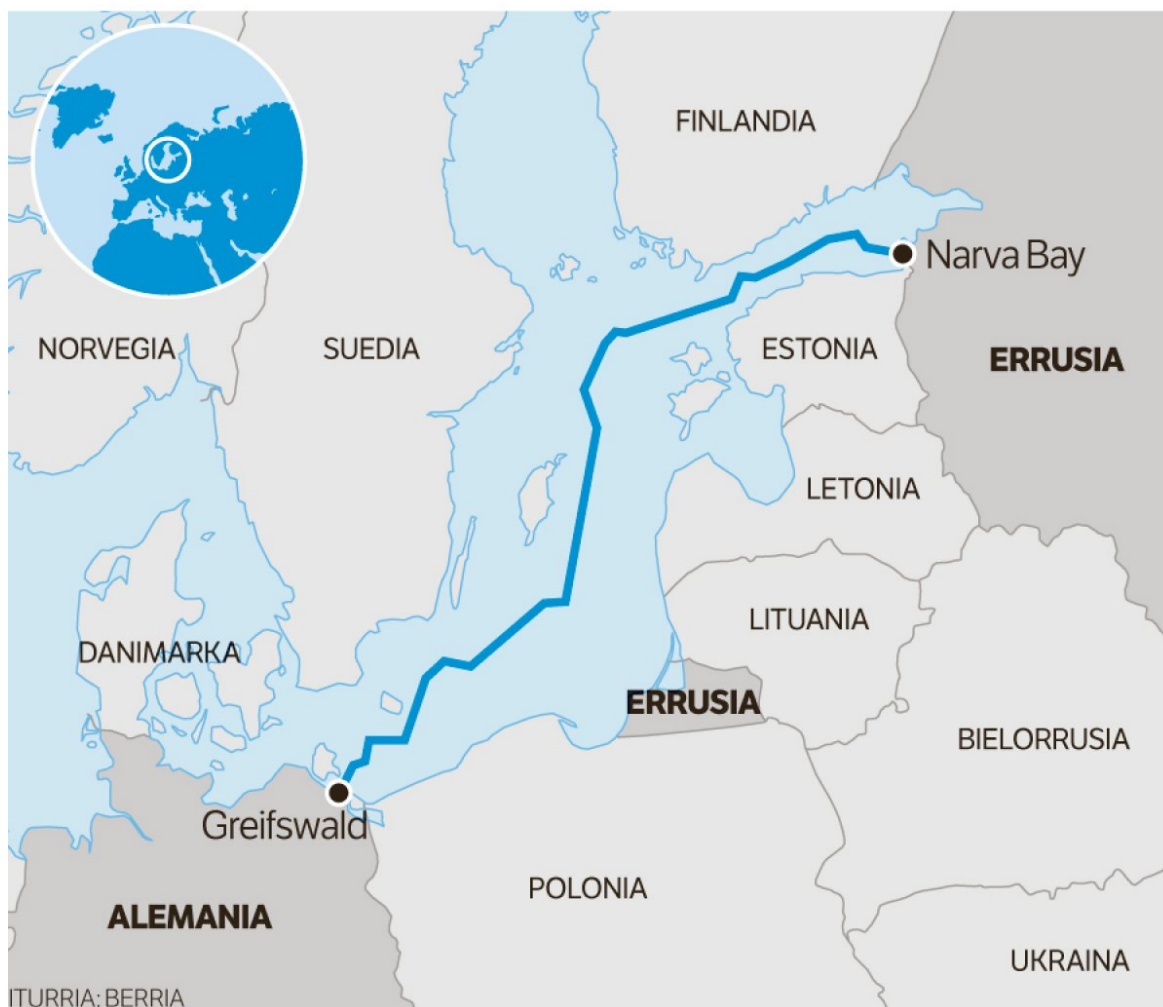 FINLANDIA
Narva Bay
NORVEGIA
SUEDIA
ESTONIA
ERRUSIA
LETONIA
LITUANIA
DANIMARKA
ERRUSIA
BIELORRUSIA
Greifswald
POLONIA
ALEMANIA
UKRAINA
ITURRIA: BERRIA